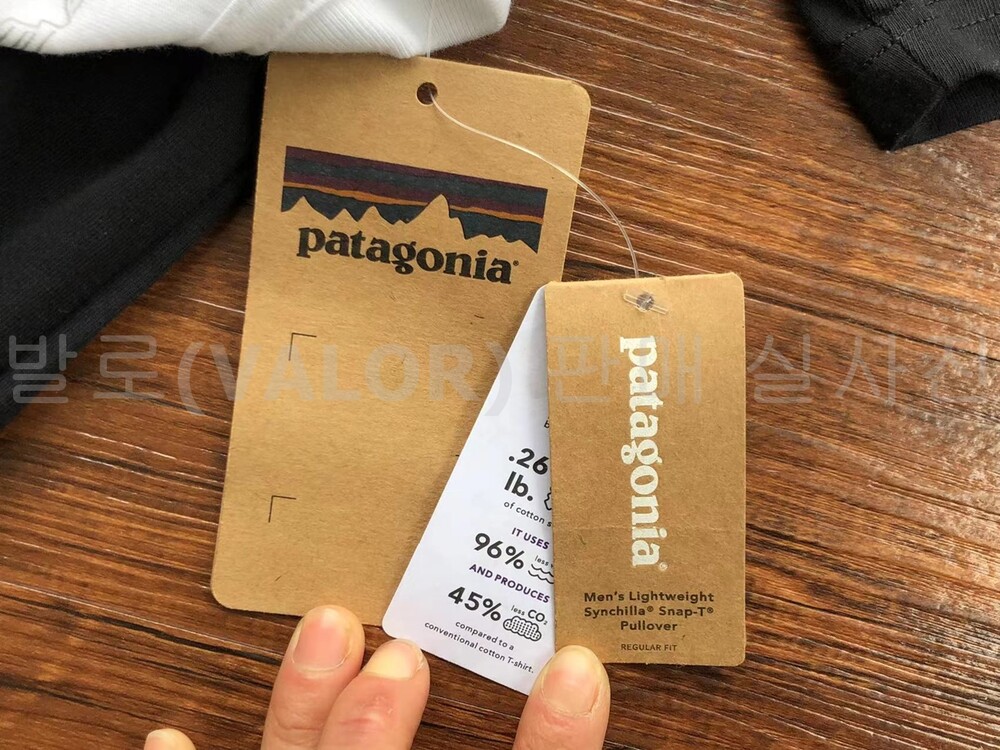 patagonia®
발로(VALOR) 판매 실사진
.26
lb.
of cotton
IT USES
96% less
AND PRODUCES
45% less CO₂
compared to a
conventional cotton T-shirt.
patagonia®
Men's Lightweight
Synchilla® Snap-T®
Pullover
REGULAR FIT